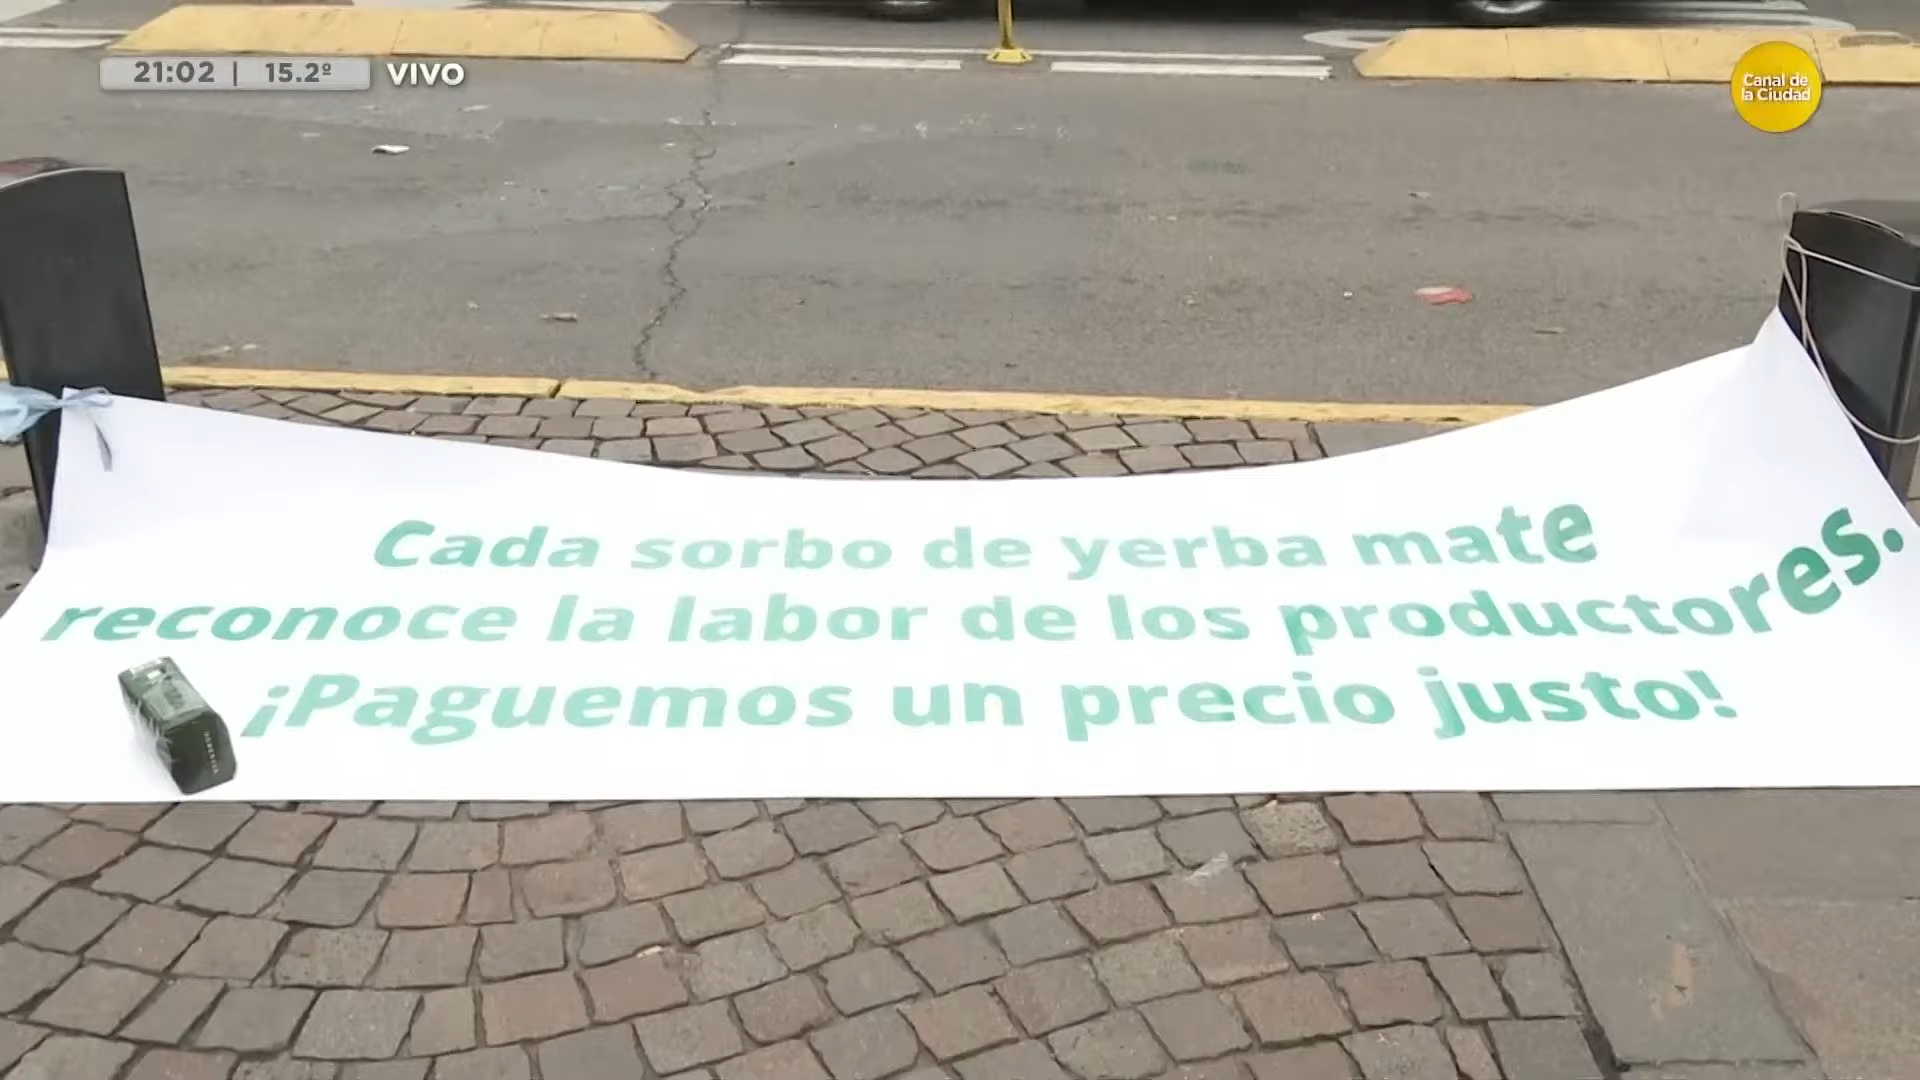 21:02 | 15.2º VIVO
Canal de
la Ciudad
Cada sorbo de yerba mate
reconoce la labor de los productores.
¡Paguemos un precio justo!